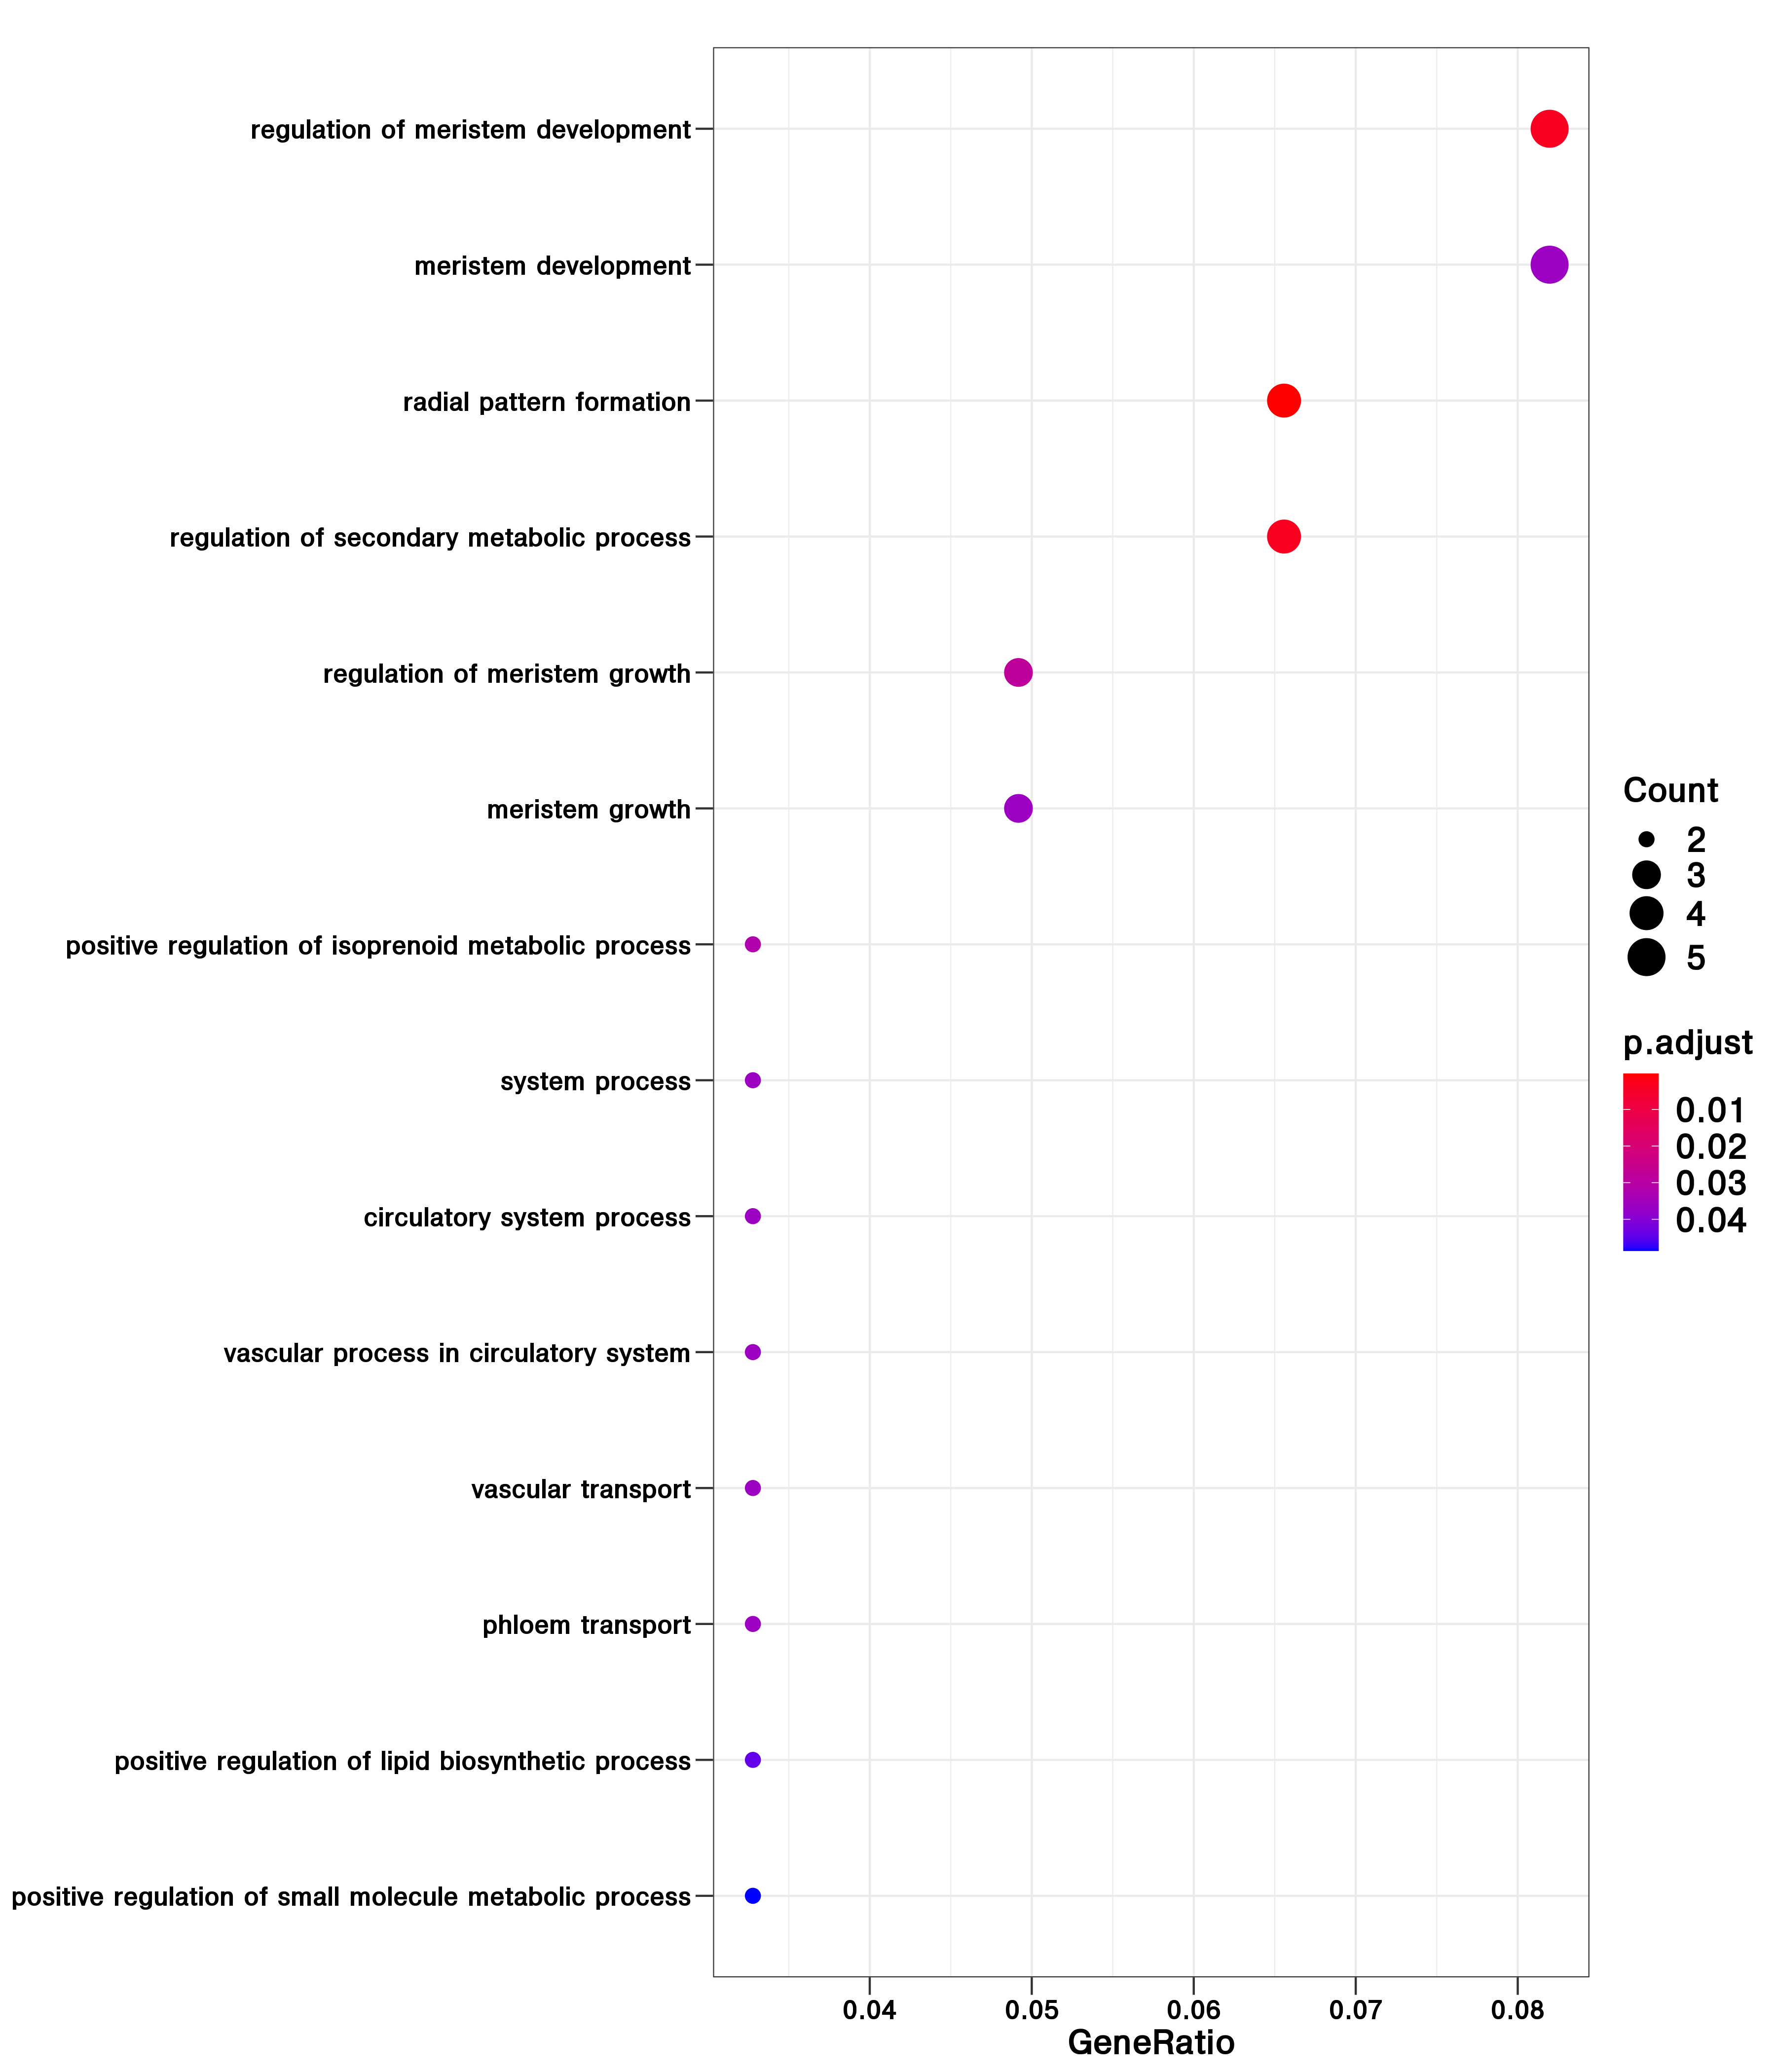 regulation of meristem development
meristem development
radial pattern formation
regulation of secondary metabolic process
regulation of meristem growth
meristem growth
positive regulation of isoprenoid metabolic process
system process
circulatory system process
vascular process in circulatory system
vascular transport
phloem transport
positive regulation of lipid biosynthetic process
positive regulation of small molecule metabolic process
0.04 0.05 0.06 0.07 0.08
GeneRatio
Count
2
3
4
5
p.adjust
0.01
0.02
0.03
0.04